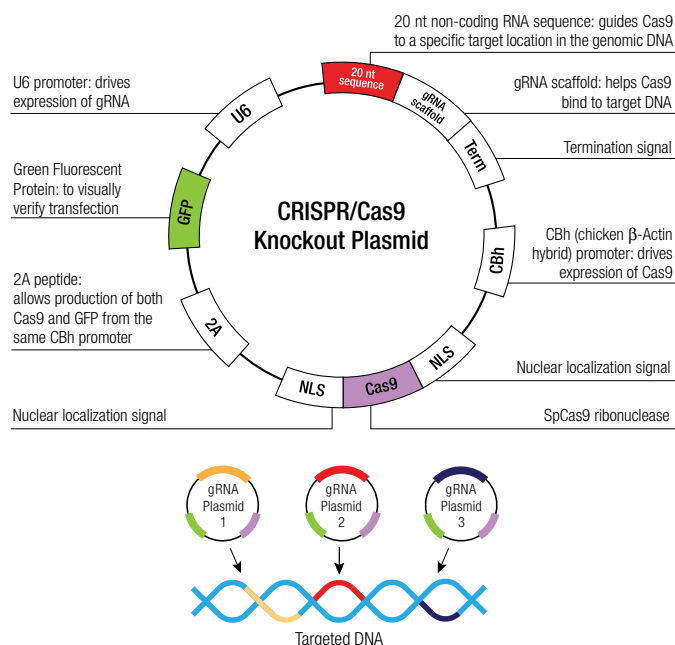 20 nt non-coding RNA sequence: guides Cas9
to a specific target location in the genomic DNA
U6 promoter: drives
expression of gRNA
gRNA scaffold: helps Cas9
bind to target DNA
Termination signal
Green Fluorescent
Protein: to visually
verify transfection
CBh (chicken β-Actin
hybrid) promoter: drives
expression of Cas9
2A peptide:
allows production of both
Cas9 and GFP from the
same CBh promoter
Nuclear localization signal
Nuclear localization signal
SpCas9 ribonuclease
20 nt
sequence
gRNA
scaffold
Term
CBh
NLS
Cas9
NLS
2A
GFP
U6
CRISPR/Cas9
Knockout Plasmid
gRNA
Plasmid
1
gRNA
Plasmid
2
gRNA
Plasmid
3
Targeted DNA